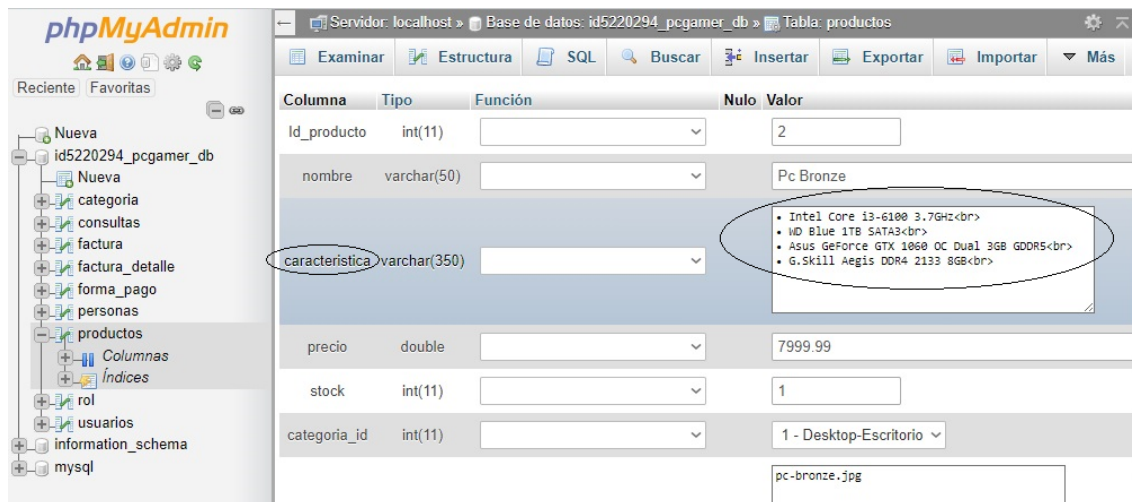 phpMyAdmin
Reciente Favoritas
Nueva
id5220294_pcgamer_db
Nueva
categoria
consultas
factura
factura_detalle
forma_pago
personas
productos
Columnas
Índices
rol
usuarios
information_schema
mysql
Servidor: localhost » Base de datos: id5220294_pcgamer_db » Tabla: productos
Examinar Estructura SQL Buscar Insertar Exportar Importar Más
Columna Tipo Función Nulo Valor
Id_producto int(11) 2
nombre varchar(50) Pc Bronze
caracteristica varchar(350)
• Intel Core i3-6100 3.7GHz<br>
• WD Blue 1TB SATA3<br>
• Asus GeForce GTX 1060 OC Dual 3GB GDDR5<br>
• G.Skill Aegis DDR4 2133 8GB<br>
precio double 7999.99
stock int(11) 1
categoria_id int(11) 1 - Desktop-Escritorio
pc-bronze.jpg